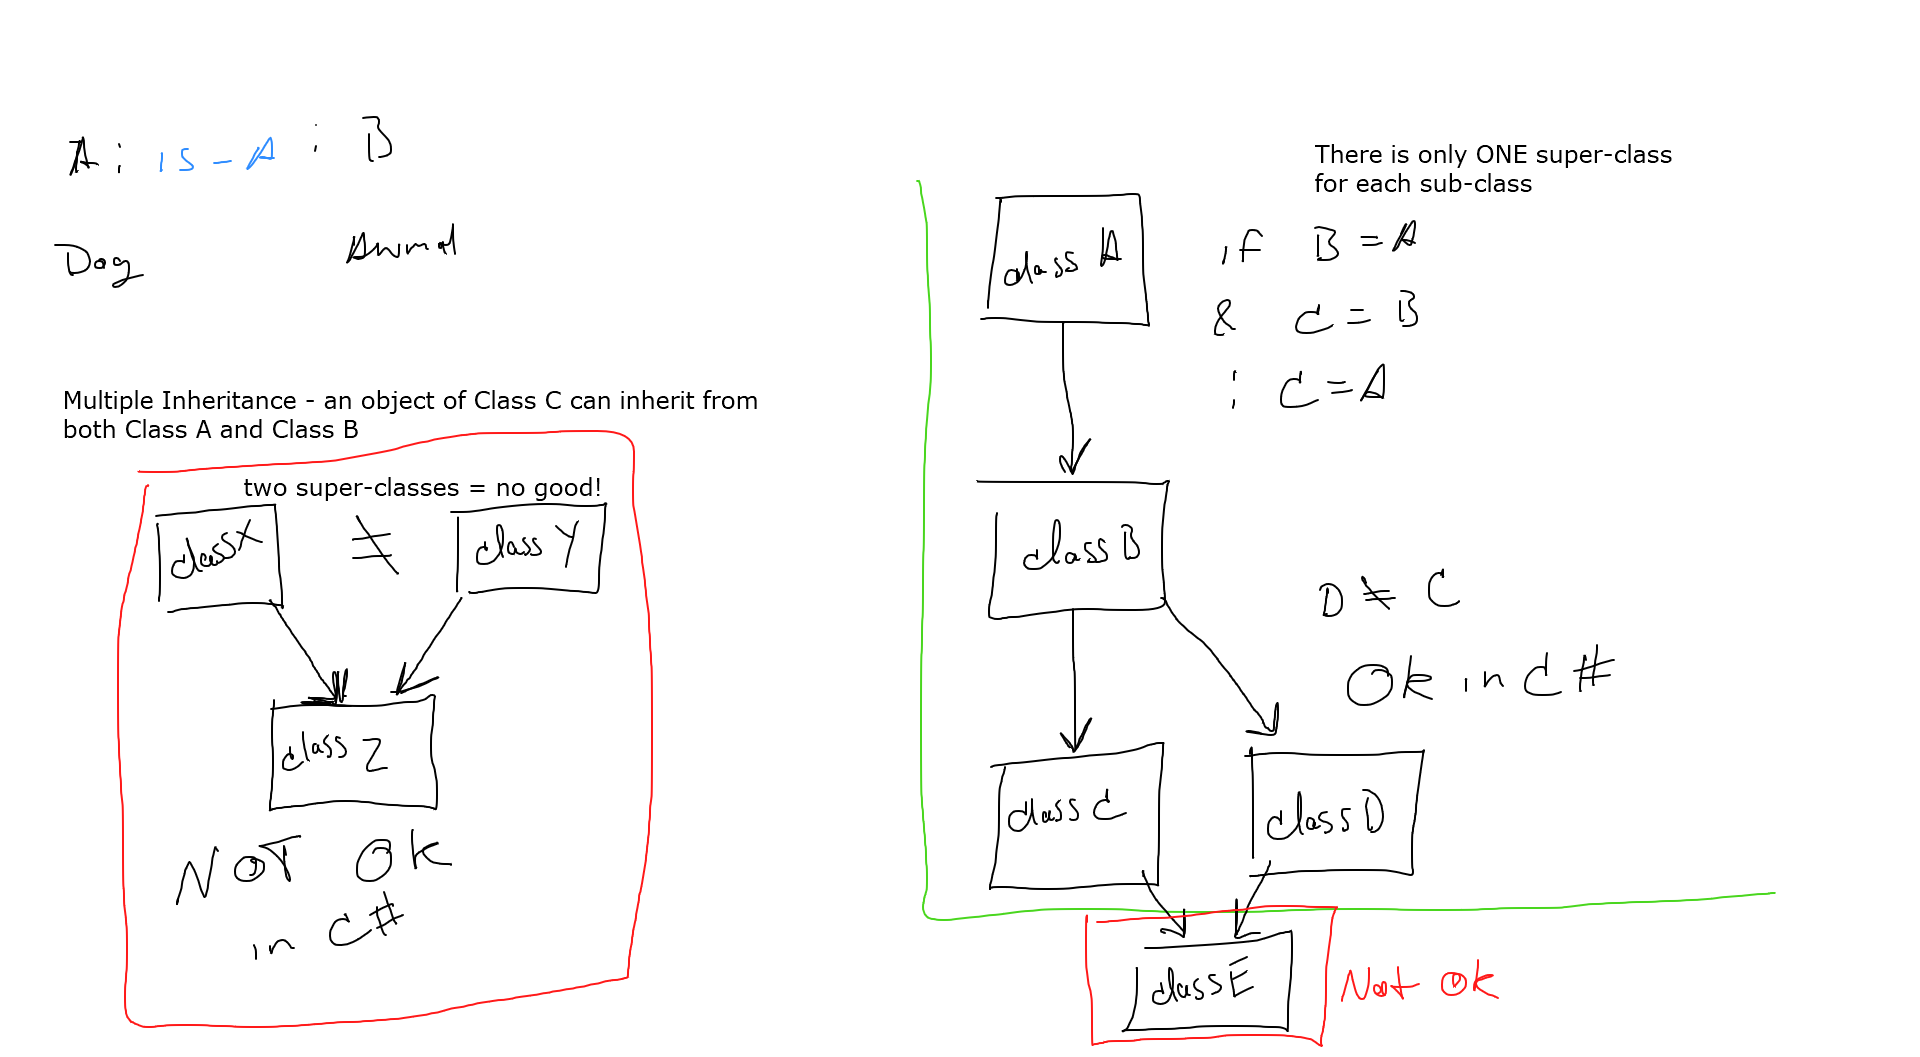 A : is-A : B
Dog Animal
Multiple Inheritance - an object of Class C can inherit from
both Class A and Class B
two super-classes = no good!
class X ≠ class Y
class Z
NOT OK
in C#
There is only ONE super-class
for each sub-class
class A
if B = A
& C = B
: C = A
class B
D ≠ C
Ok in C#
class C
class D
class E
Not ok